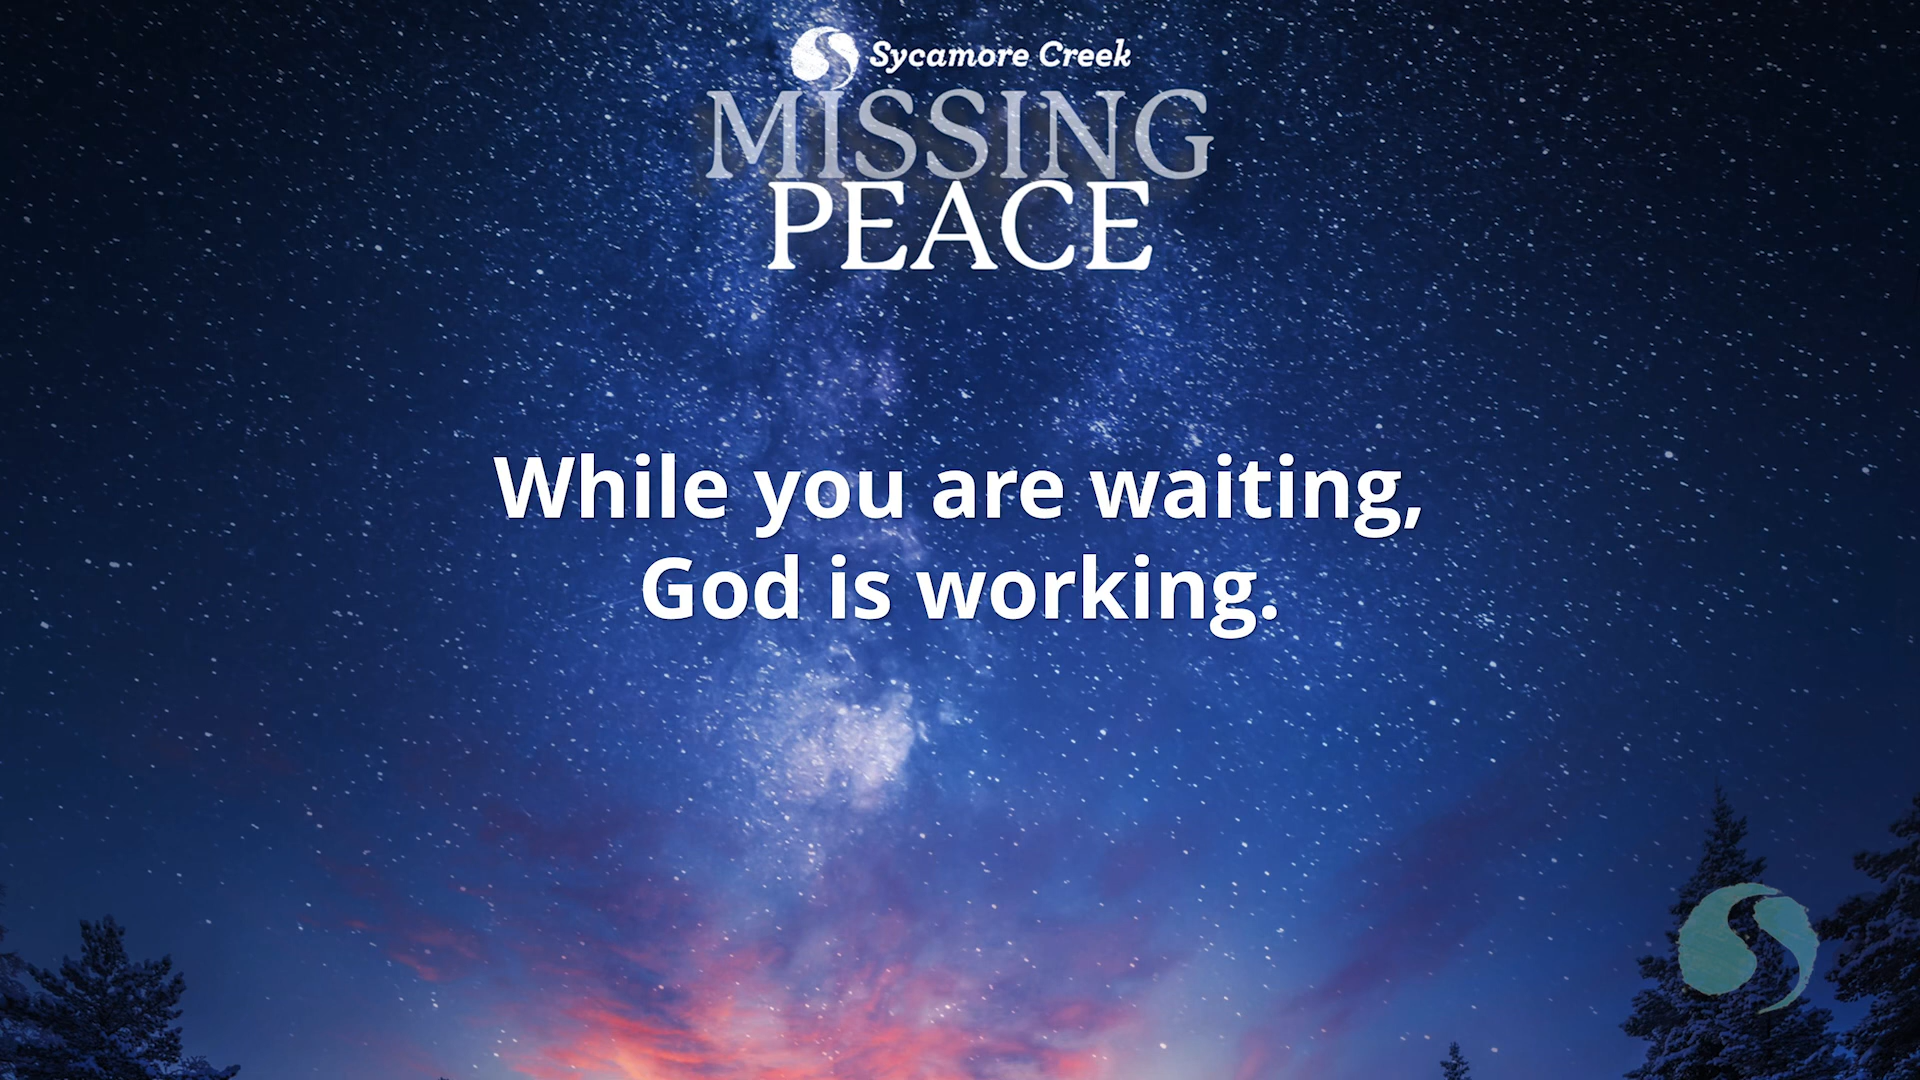 Sycamore Creek
MISSING
PEACE
While you are waiting,
God is working.